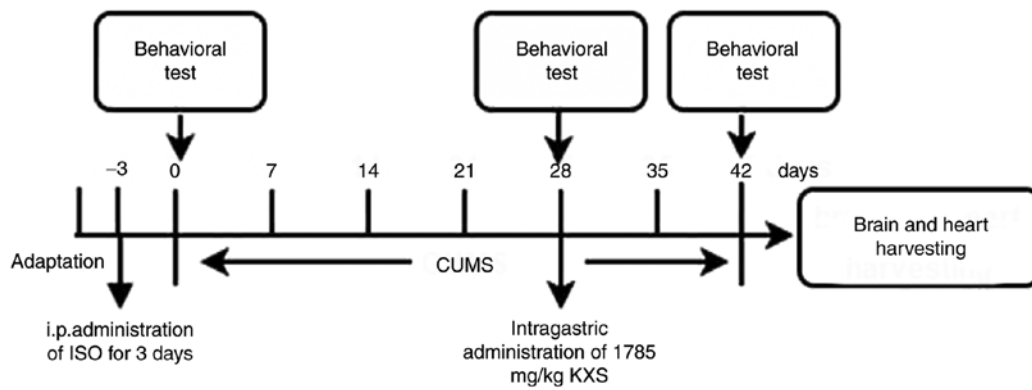 Behavioral
test
Behavioral
test
Behavioral
test
–3 0 7 14 21 28 35 42 days
Brain and heart
harvesting
Adaptation
CUMS
i.p.administration
of ISO for 3 days
Intragastric
administration of 1785
mg/kg KXS